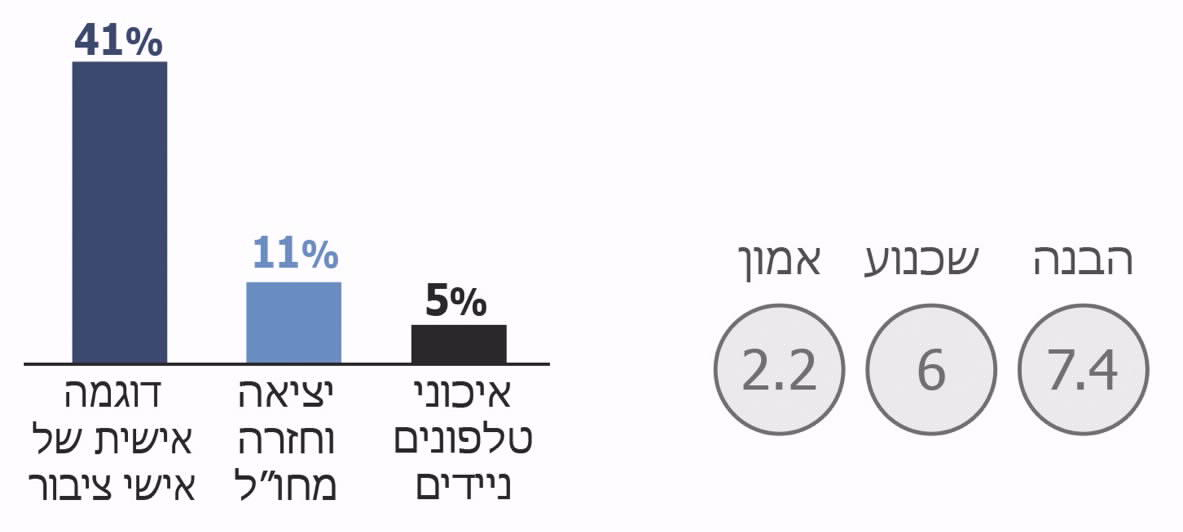 41%
11%
5%
דוגמה
אישית של
אישי ציבור
יציאה
וחזרה
מחו״ל
איכוני
טלפונים
ניידים
הבנה
שכנוע
אמון
7.4
6
2.2